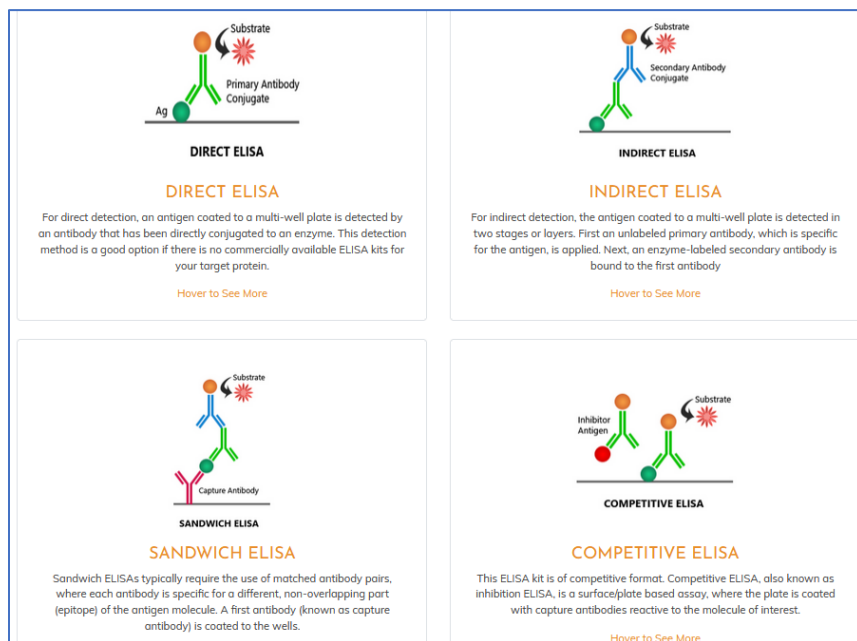 Substrate
Primary Antibody
Conjugate
Ag
DIRECT ELISA
DIRECT ELISA
For direct detection, an antigen coated to a multi-well plate is detected by
an antibody that has been directly conjugated to an enzyme. This detection
method is a good option if there is no commercially available ELISA kits for
your target protein.
Hover to See More
Substrate
Secondary Antibody
Conjugate
INDIRECT ELISA
INDIRECT ELISA
For indirect detection, the antigen coated to a multi-well plate is detected in
two stages or layers. First an unlabeled primary antibody, which is specific
for the antigen, is applied. Next, an enzyme-labeled secondary antibody is
bound to the first antibody
Hover to See More
Substrate
Capture Antibody
SANDWICH ELISA
SANDWICH ELISA
Sandwich ELISAs typically require the use of matched antibody pairs,
where each antibody is specific for a different, non-overlapping part
(epitope) of the antigen molecule. A first antibody (known as capture
antibody) is coated to the wells.
Substrate
Inhibitor
Antigen
COMPETITIVE ELISA
COMPETITIVE ELISA
This ELISA kit is of competitive format. Competitive ELISA, also known as
inhibition ELISA, is a surface/plate based assay, where the plate is coated
with capture antibodies reactive to the molecule of interest.
Hover to See More